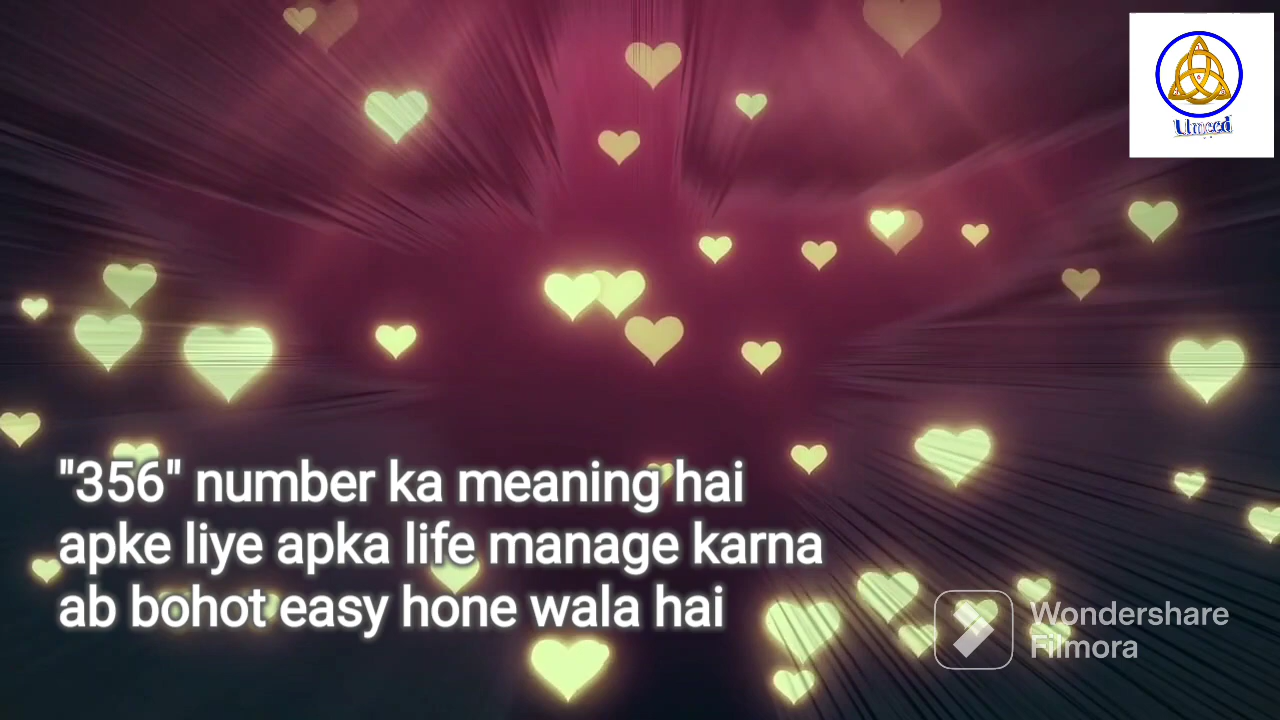 Umeed
"356" number ka meaning hai
apke liye apka life manage karna
ab bohot easy hone wala hai
Wondershare
Filmora